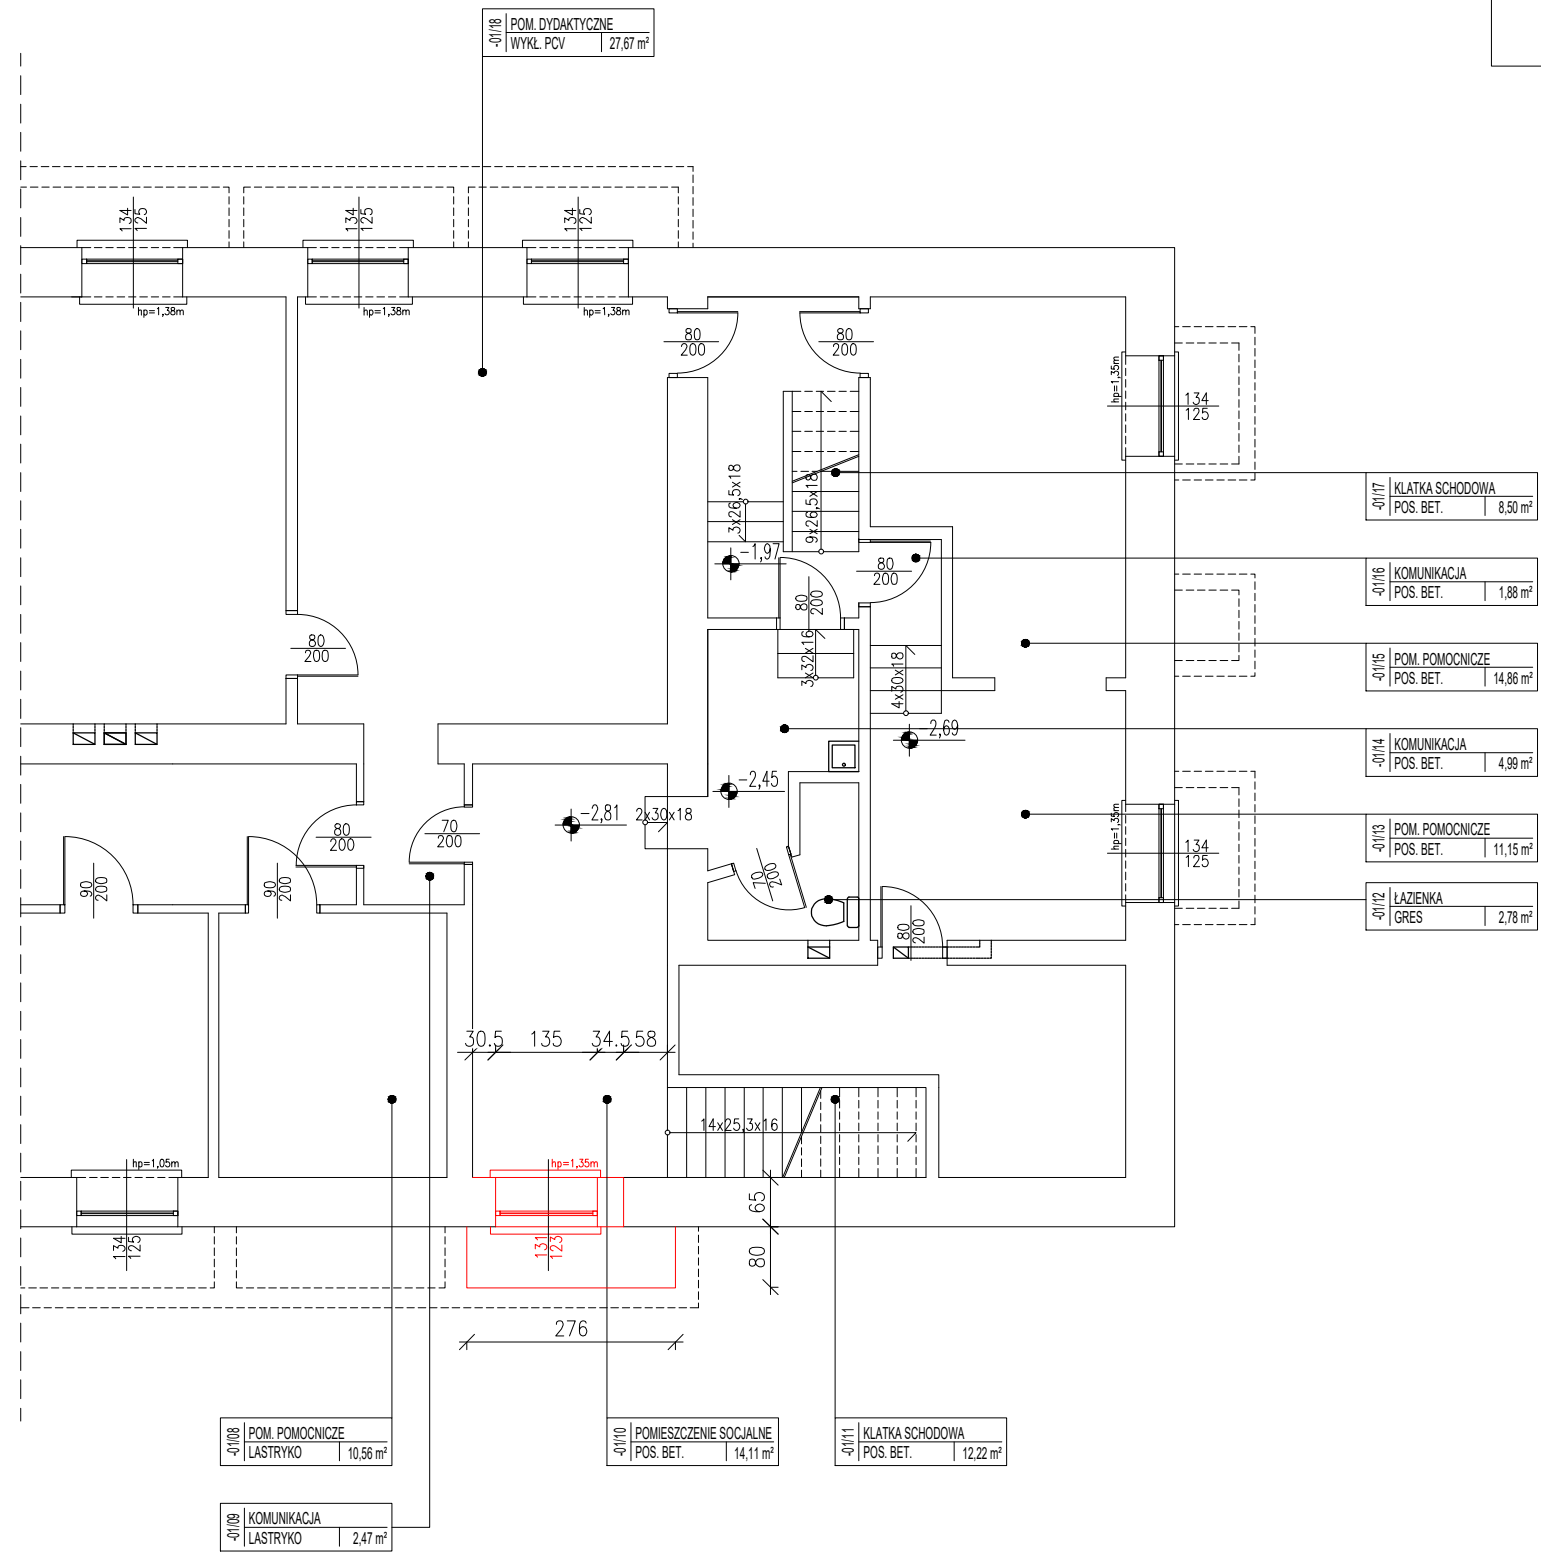 -01/18
POM. DYDAKTYCZNE
WYKŁ. PCV 27,67 m²
134
125
134
125
134
125
hp=1,38m
hp=1,38m
hp=1,38m
80
200
80
200
hp=1,35m
134
125
3x26,5x18
9x26,5x18
-01/17
KLATKA SCHODOWA
POS. BET. 8,50 m²
-1,97
80
200
80
200
-01/16
KOMUNIKACJA
POS. BET. 1,88 m²
80
200
3x32x16
4x30x18
-01/15
POM. POMOCNICZE
POS. BET. 14,86 m²
-2,69
-01/14
KOMUNIKACJA
POS. BET. 4,99 m²
-2,45
-2,81
2x30x18
80
200
70
200
hp=1,35m
134
125
-01/13
POM. POMOCNICZE
POS. BET. 11,15 m²
90
200
90
200
70
200
-01/12
ŁAZIENKA
GRES 2,78 m²
80
200
30.5 135 34.5 58
14x25,3x16
hp=1,05m
hp=1,35m
134
125
131
123
65
80
276
-01/08
POM. POMOCNICZE
LASTRYKO 10,56 m²
-01/10
POMIESZCZENIE SOCJALNE
POS. BET. 14,11 m²
-01/11
KLATKA SCHODOWA
POS. BET. 12,22 m²
-01/09
KOMUNIKACJA
LASTRYKO 2,47 m²